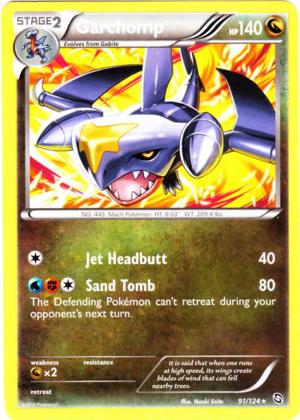 STAGE2
Garchomp
HP140
Evolves from Gabite
NO. 445 Mach Pokémon HT: 6'03" WT: 209.4 lbs.
Jet Headbutt 40
Sand Tomb 80
The Defending Pokémon can't retreat during your
opponent's next turn.
weakness resistance
×2
retreat
It is said that when one runs at
high speed, its wings create
blades of wind that can fell
nearby trees.
Illus. Naoki Saito
91/124